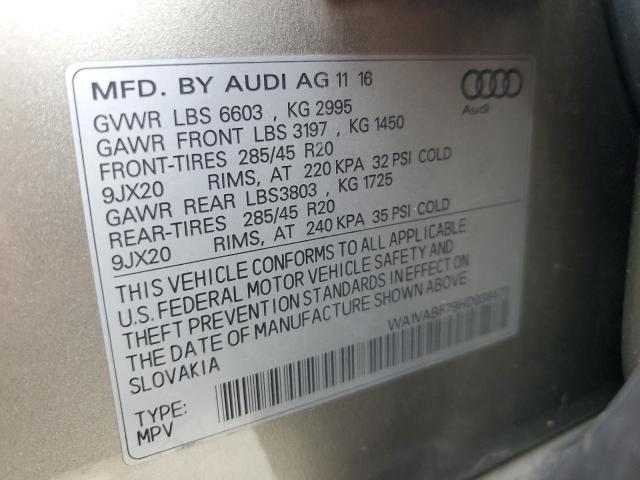 MFD. BY AUDI AG 11 16
Audi
GVWR LBS 6603 , KG 2995
GAWR FRONT LBS 3197 , KG 1450
FRONT-TIRES 285/45 R20
9JX20 RIMS, AT 220 KPA 32 PSI COLD
GAWR REAR LBS3803 , KG 1725
REAR-TIRES 285/45 R20
9JX20 RIMS, AT 240 KPA 35 PSI COLD
THIS VEHICLE CONFORMS TO ALL APPLICABLE
U.S. FEDERAL MOTOR VEHICLE SAFETY AND
THEFT PREVENTION STANDARDS IN EFFECT ON
THE DATE OF MANUFACTURE SHOWN ABOVE
SLOVAKIA
TYPE:
MPV